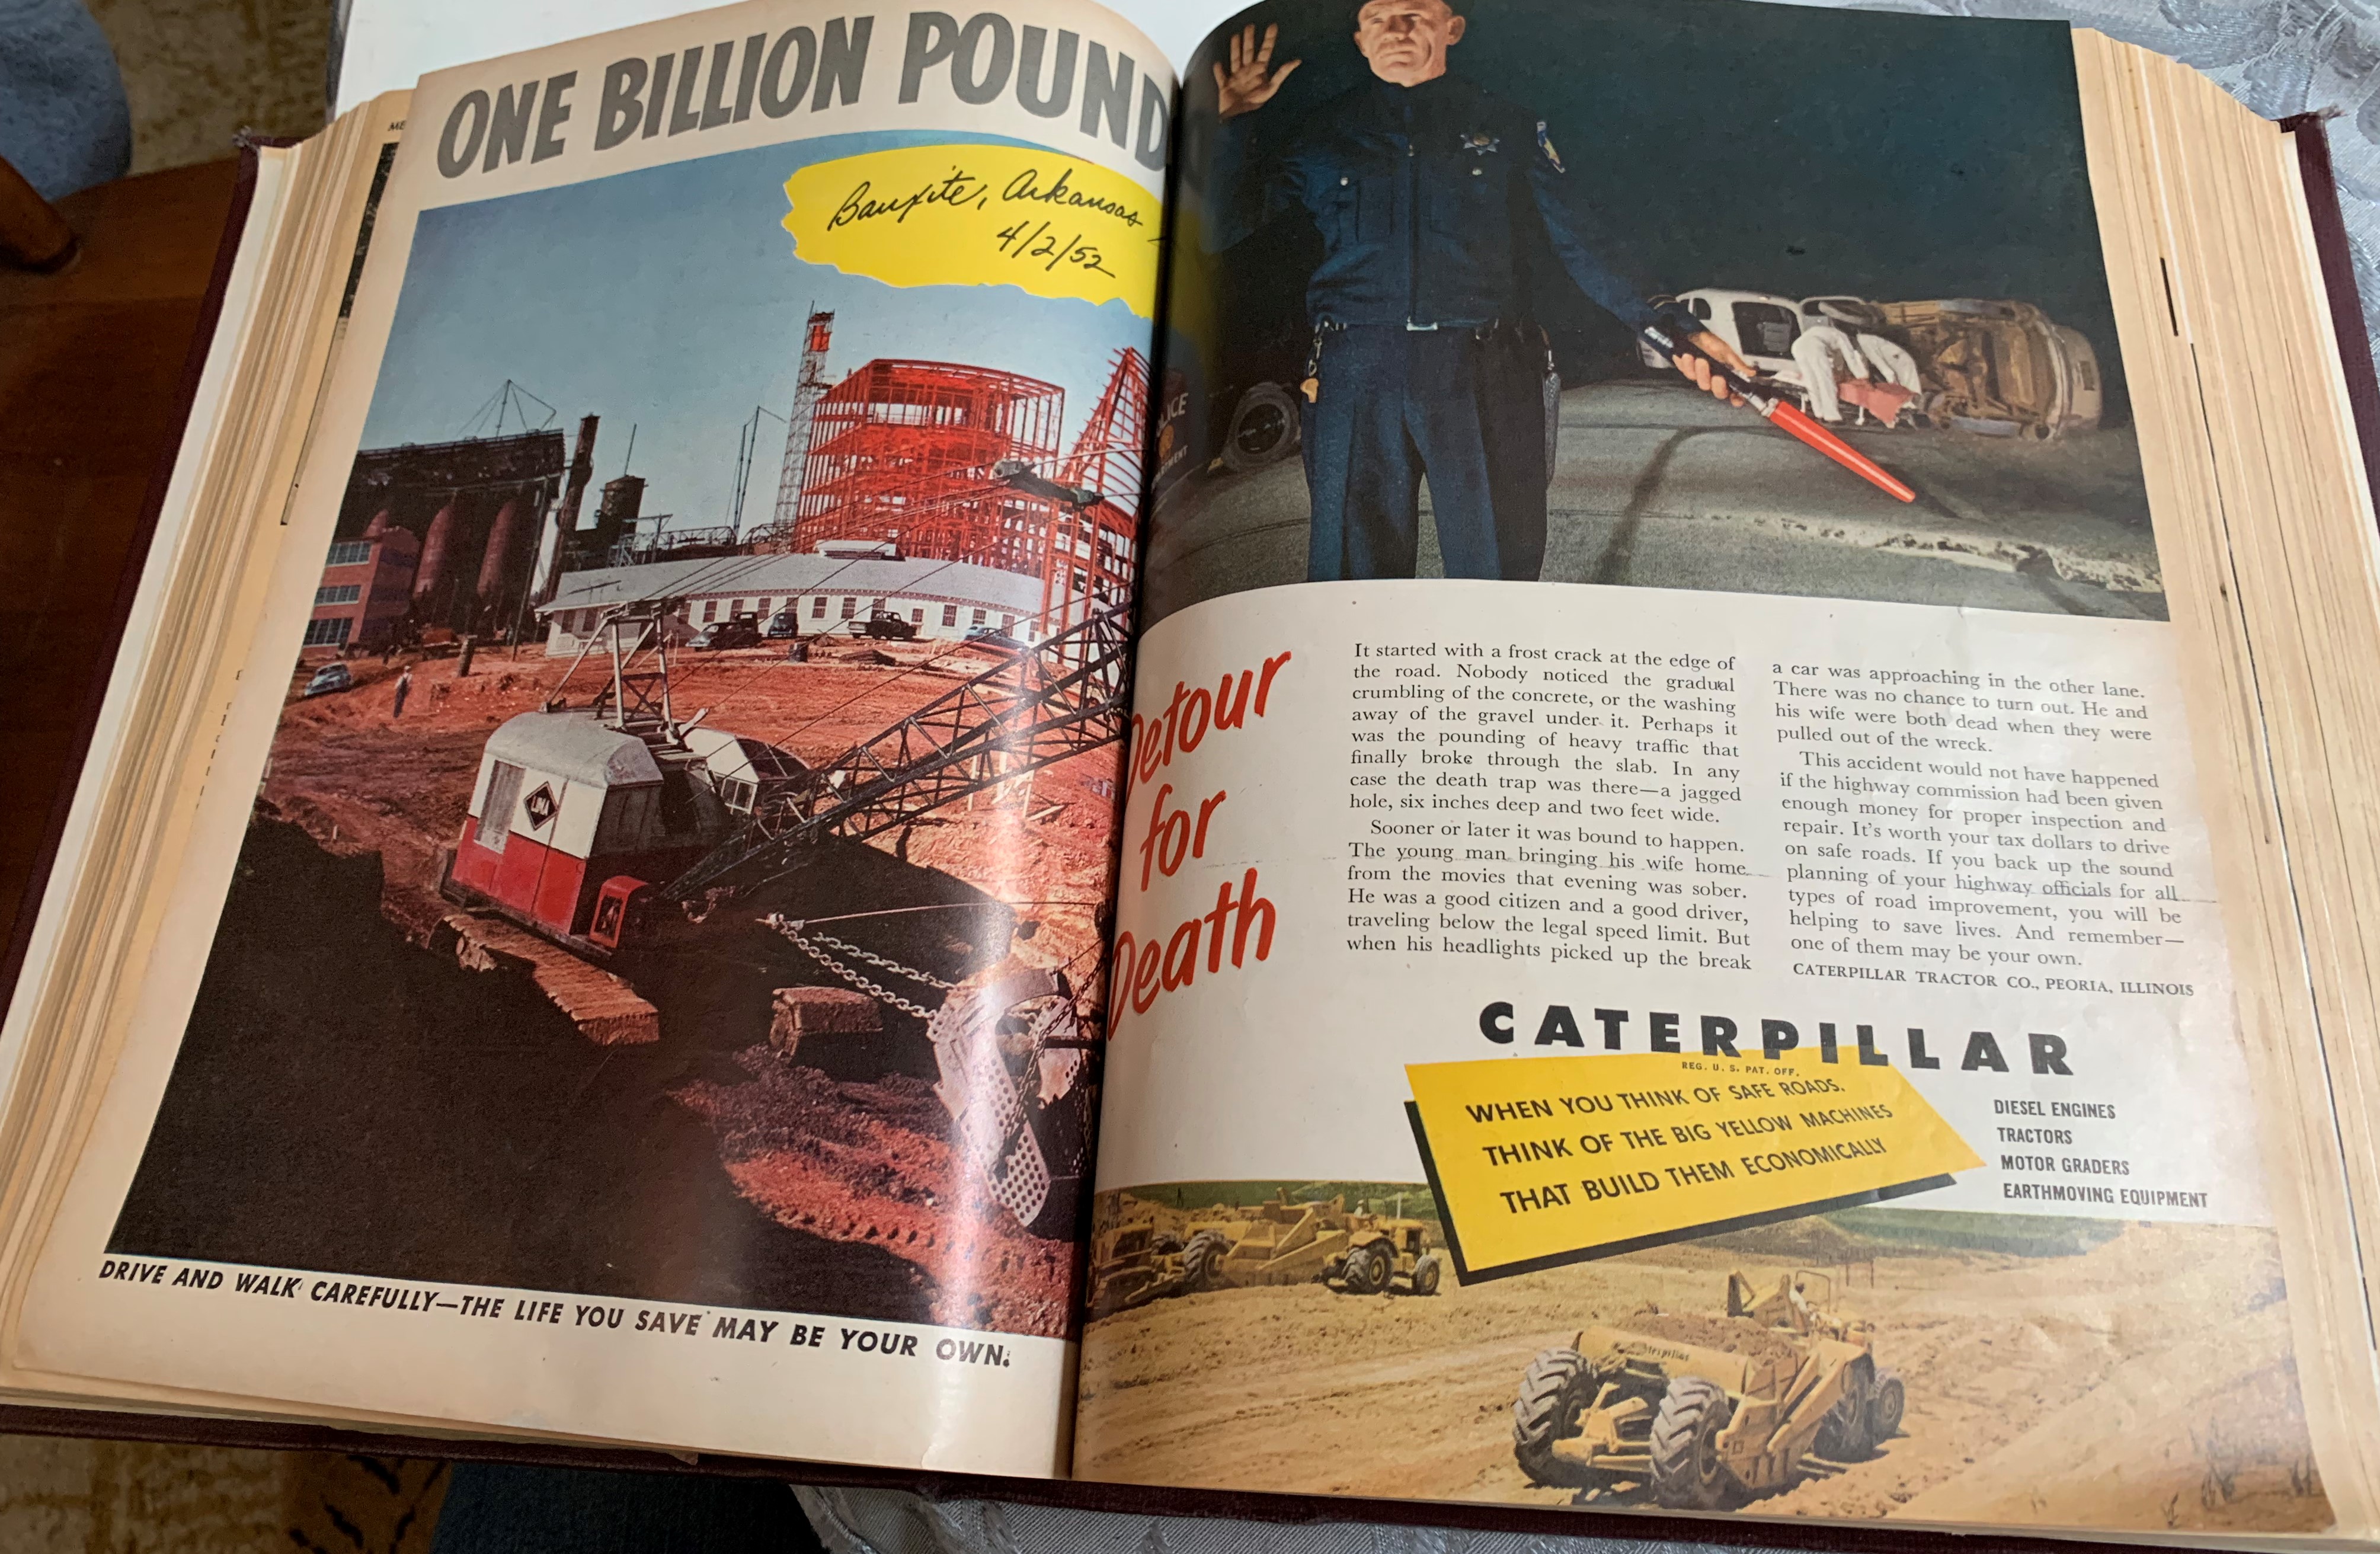 ONE BILLION POUND
Bauxite, Arkansas
4/2/52
DRIVE AND WALK CAREFULLY—THE LIFE YOU SAVE MAY BE YOUR OWN.
Detour
for
Death
It started with a frost crack at the edge of
the road. Nobody noticed the gradual
crumbling of the concrete, or the washing
away of the gravel under it. Perhaps it
was the pounding of heavy traffic that
finally broke through the slab. In any
case the death trap was there—a jagged
hole, six inches deep and two feet wide.
Sooner or later it was bound to happen.
The young man bringing his wife home
from the movies that evening was sober.
He was a good citizen and a good driver,
traveling below the legal speed limit. But
when his headlights picked up the break
a car was approaching in the other lane.
There was no chance to turn out. He and
his wife were both dead when they were
pulled out of the wreck.
This accident would not have happened
if the highway commission had been given
enough money for proper inspection and
repair. It's worth your tax dollars to drive
on safe roads. If you back up the sound
planning of your highway officials for all
types of road improvement, you will be
helping to save lives. And remember—
one of them may be your own.
CATERPILLAR TRACTOR CO., PEORIA, ILLINOIS
CATERPILLAR
REG. U. S. PAT. OFF.
WHEN YOU THINK OF SAFE ROADS.
THINK OF THE BIG YELLOW MACHINES
THAT BUILD THEM ECONOMICALLY
DIESEL ENGINES
TRACTORS
MOTOR GRADERS
EARTHMOVING EQUIPMENT